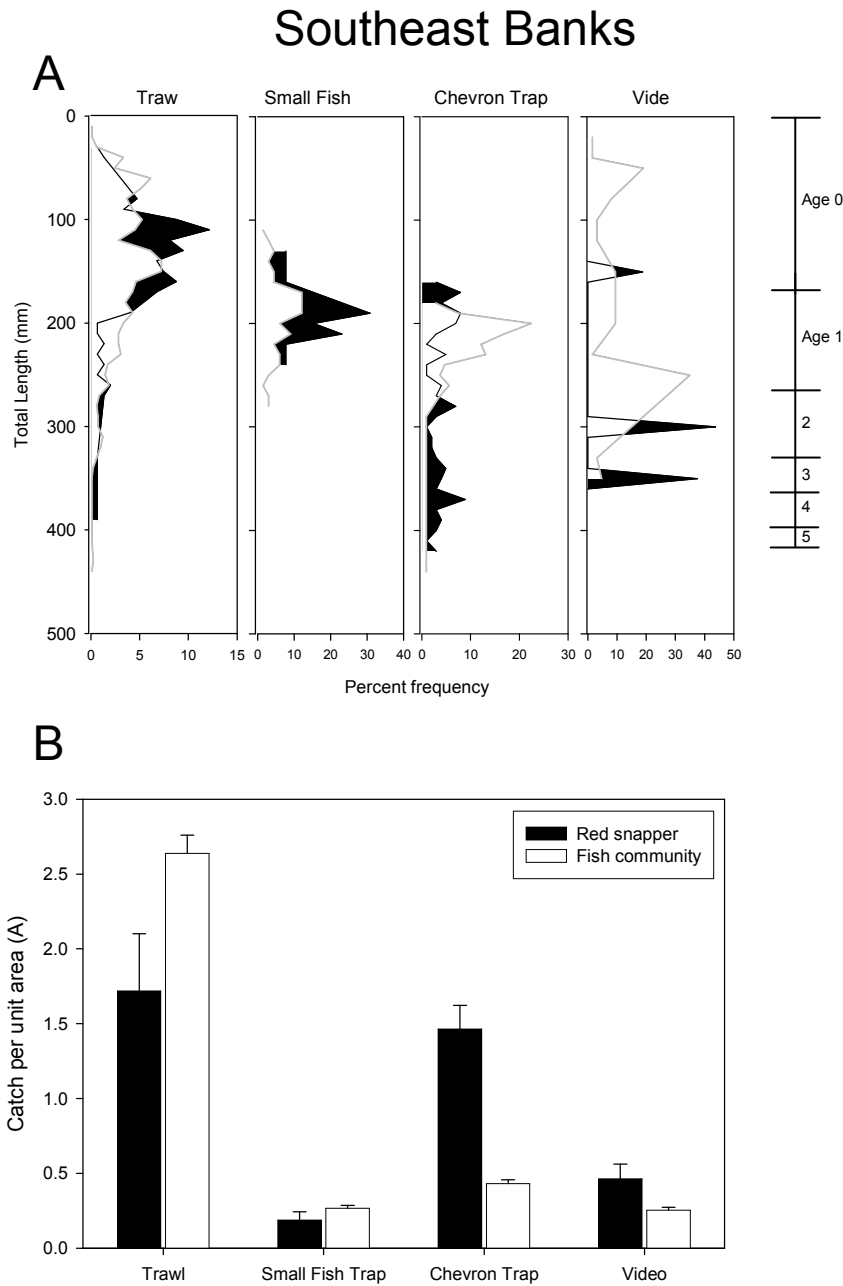 Southeast Banks
A
Traw Small Fish Chevron Trap Vide
0
100
200
300
400
500
Total Length (mm)
Age 0
Age 1
2
3
4
5
0 5 10 15 0 10 20 30 40 0 10 20 30 0 10 20 30 40 50
Percent frequency
B
3.0
2.5
2.0
1.5
1.0
0.5
0.0
Catch per unit area (A)
Red snapper
Fish community
Trawl Small Fish Trap Chevron Trap Video